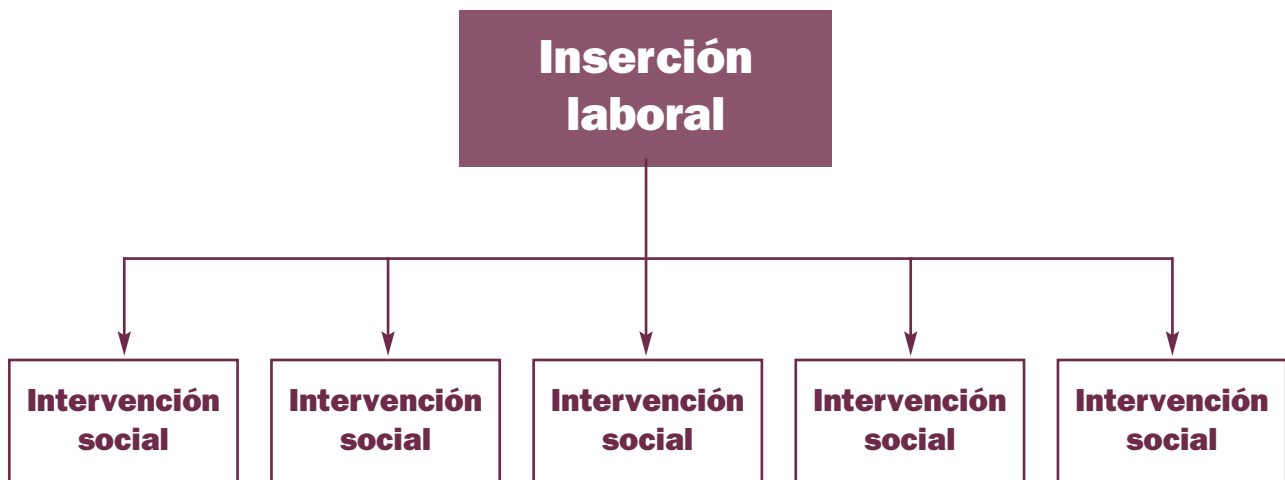 Inserción
laboral
Intervención
social
Intervención
social
Intervención
social
Intervención
social
Intervención
social